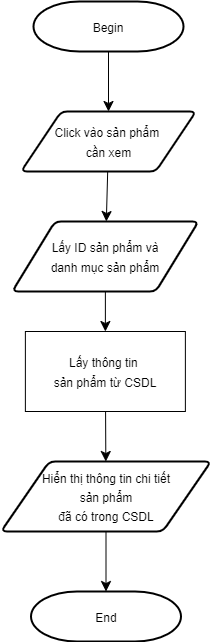 Begin
Click vào sản phẩm
cần xem
Lấy ID sản phẩm và
danh mục sản phẩm
Lấy thông tin
sản phẩm từ CSDL
Hiển thị thông tin chi tiết
sản phẩm
đã có trong CSDL
End